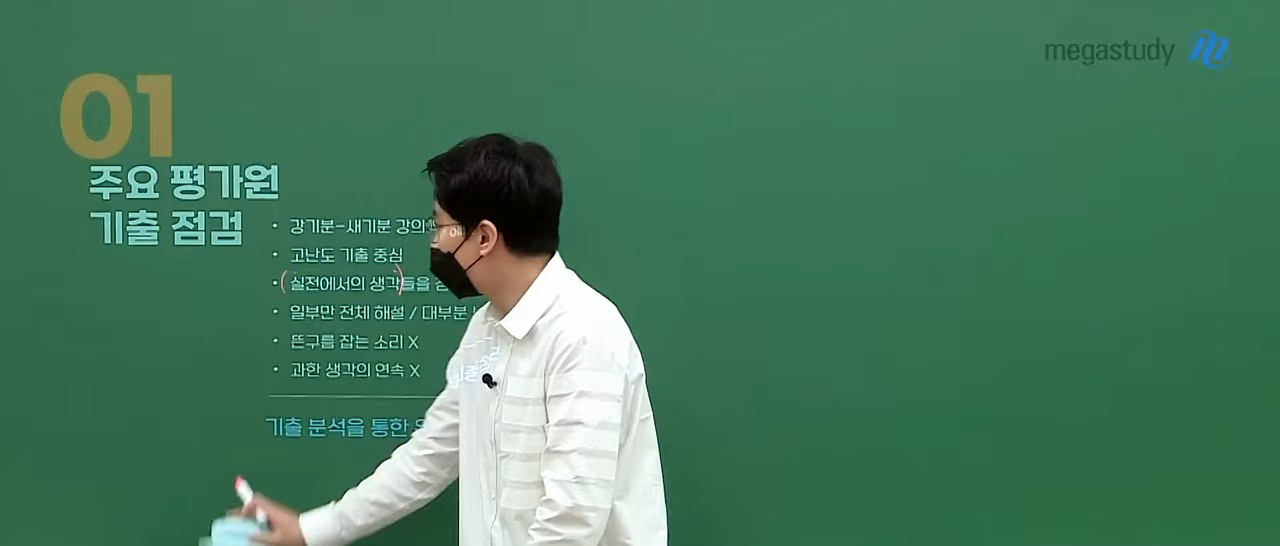 megastudy
01
주요 평가원
기출 점검
• 강기분-새기분 강의
• 고난도 기출 중심
• (실전에서의 생각)들을
• 일부만 전체 해설 / 대부분
• 뜬구름 잡는 소리 X
• 과한 생각의 연속 X
기출 분석을 통한